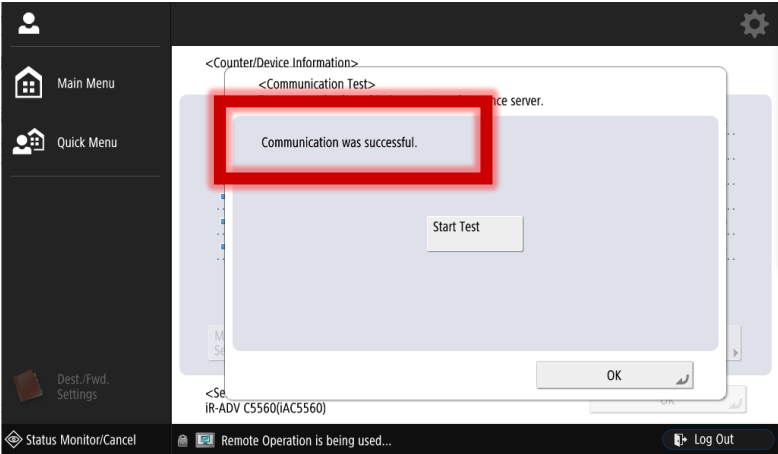 Main Menu
Quick Menu
Dest./Fwd.
Settings
<Counter/Device Information>
<Communication Test>
nce server.
Communication was successful.
Start Test
OK
<Se
iR-ADV C5560(iAC5560)
OK
Status Monitor/Cancel
Remote Operation is being used...
Log Out